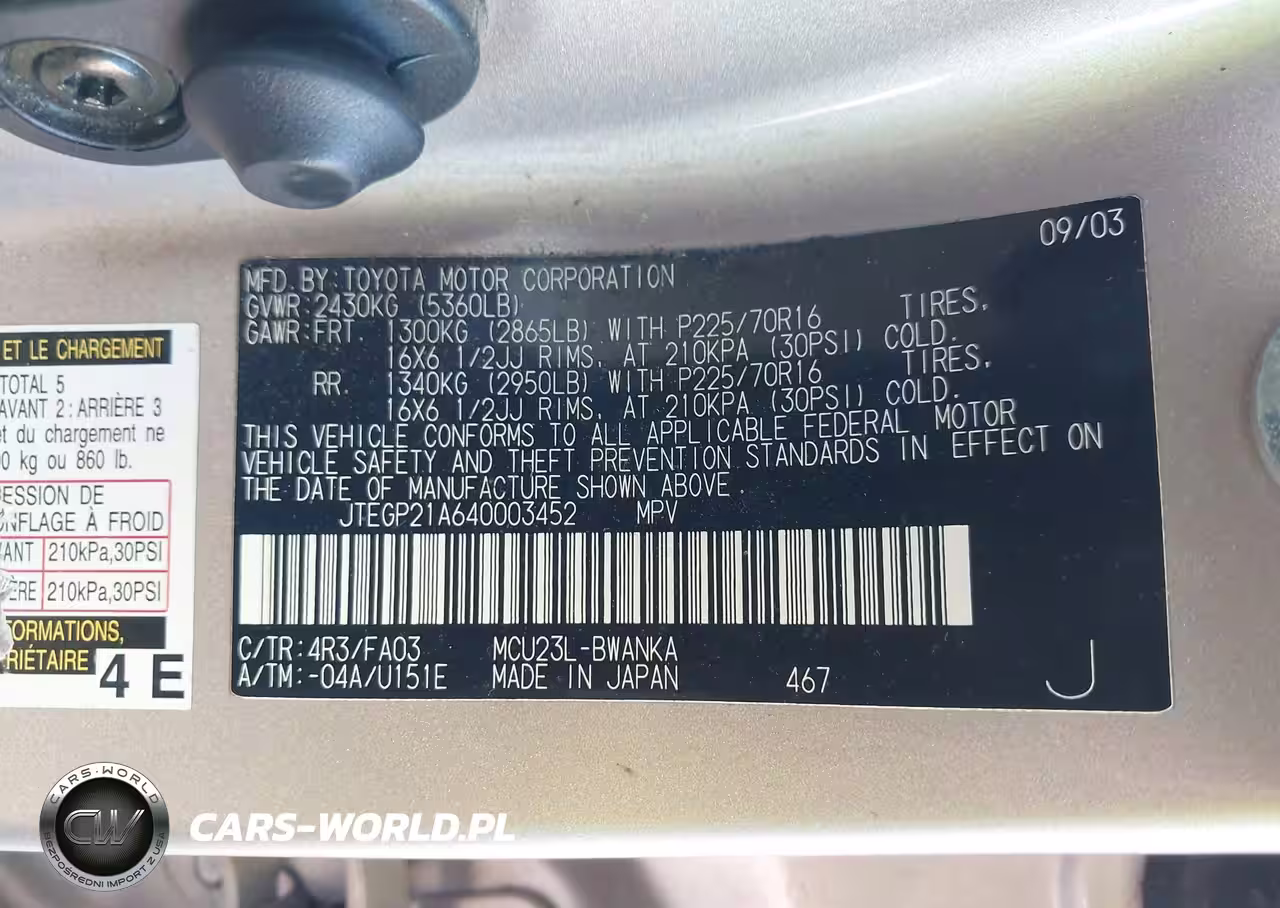 09/03
MFD.BY:TOYOTA MOTOR CORPORATION
GVWR:2430KG (5360LB)
GAWR:FRT. 1300KG (2865LB) WITH P225/70R16 TIRES,
16X6 1/2JJ RIMS, AT 210KPA (30PSI) COLD.
RR. 1340KG (2950LB) WITH P225/70R16 TIRES,
16X6 1/2JJ RIMS, AT 210KPA (30PSI) COLD.
THIS VEHICLE CONFORMS TO ALL APPLICABLE FEDERAL MOTOR
VEHICLE SAFETY AND THEFT PREVENTION STANDARDS IN EFFECT ON
THE DATE OF MANUFACTURE SHOWN ABOVE.
JTEGP21A640003452 MPV
C/TR:4R3/FA03 MCU23L-BWANKA
A/TM:-04A/U151E MADE IN JAPAN 467 J
ET LE CHARGEMENT
TOTAL 5
AVANT 2: ARRIÈRE 3
et du chargement ne
0 kg ou 860 lb.
ESSION DE
NFLAGE À FROID
ANT 210kPa,30PSI
ÈRE 210kPa,30PSI
FORMATIONS,
RIÉTAIRE
4 E
CARS-WORLD
CW
BEZPOŚREDNI IMPORT Z USA
CARS-WORLD.PL